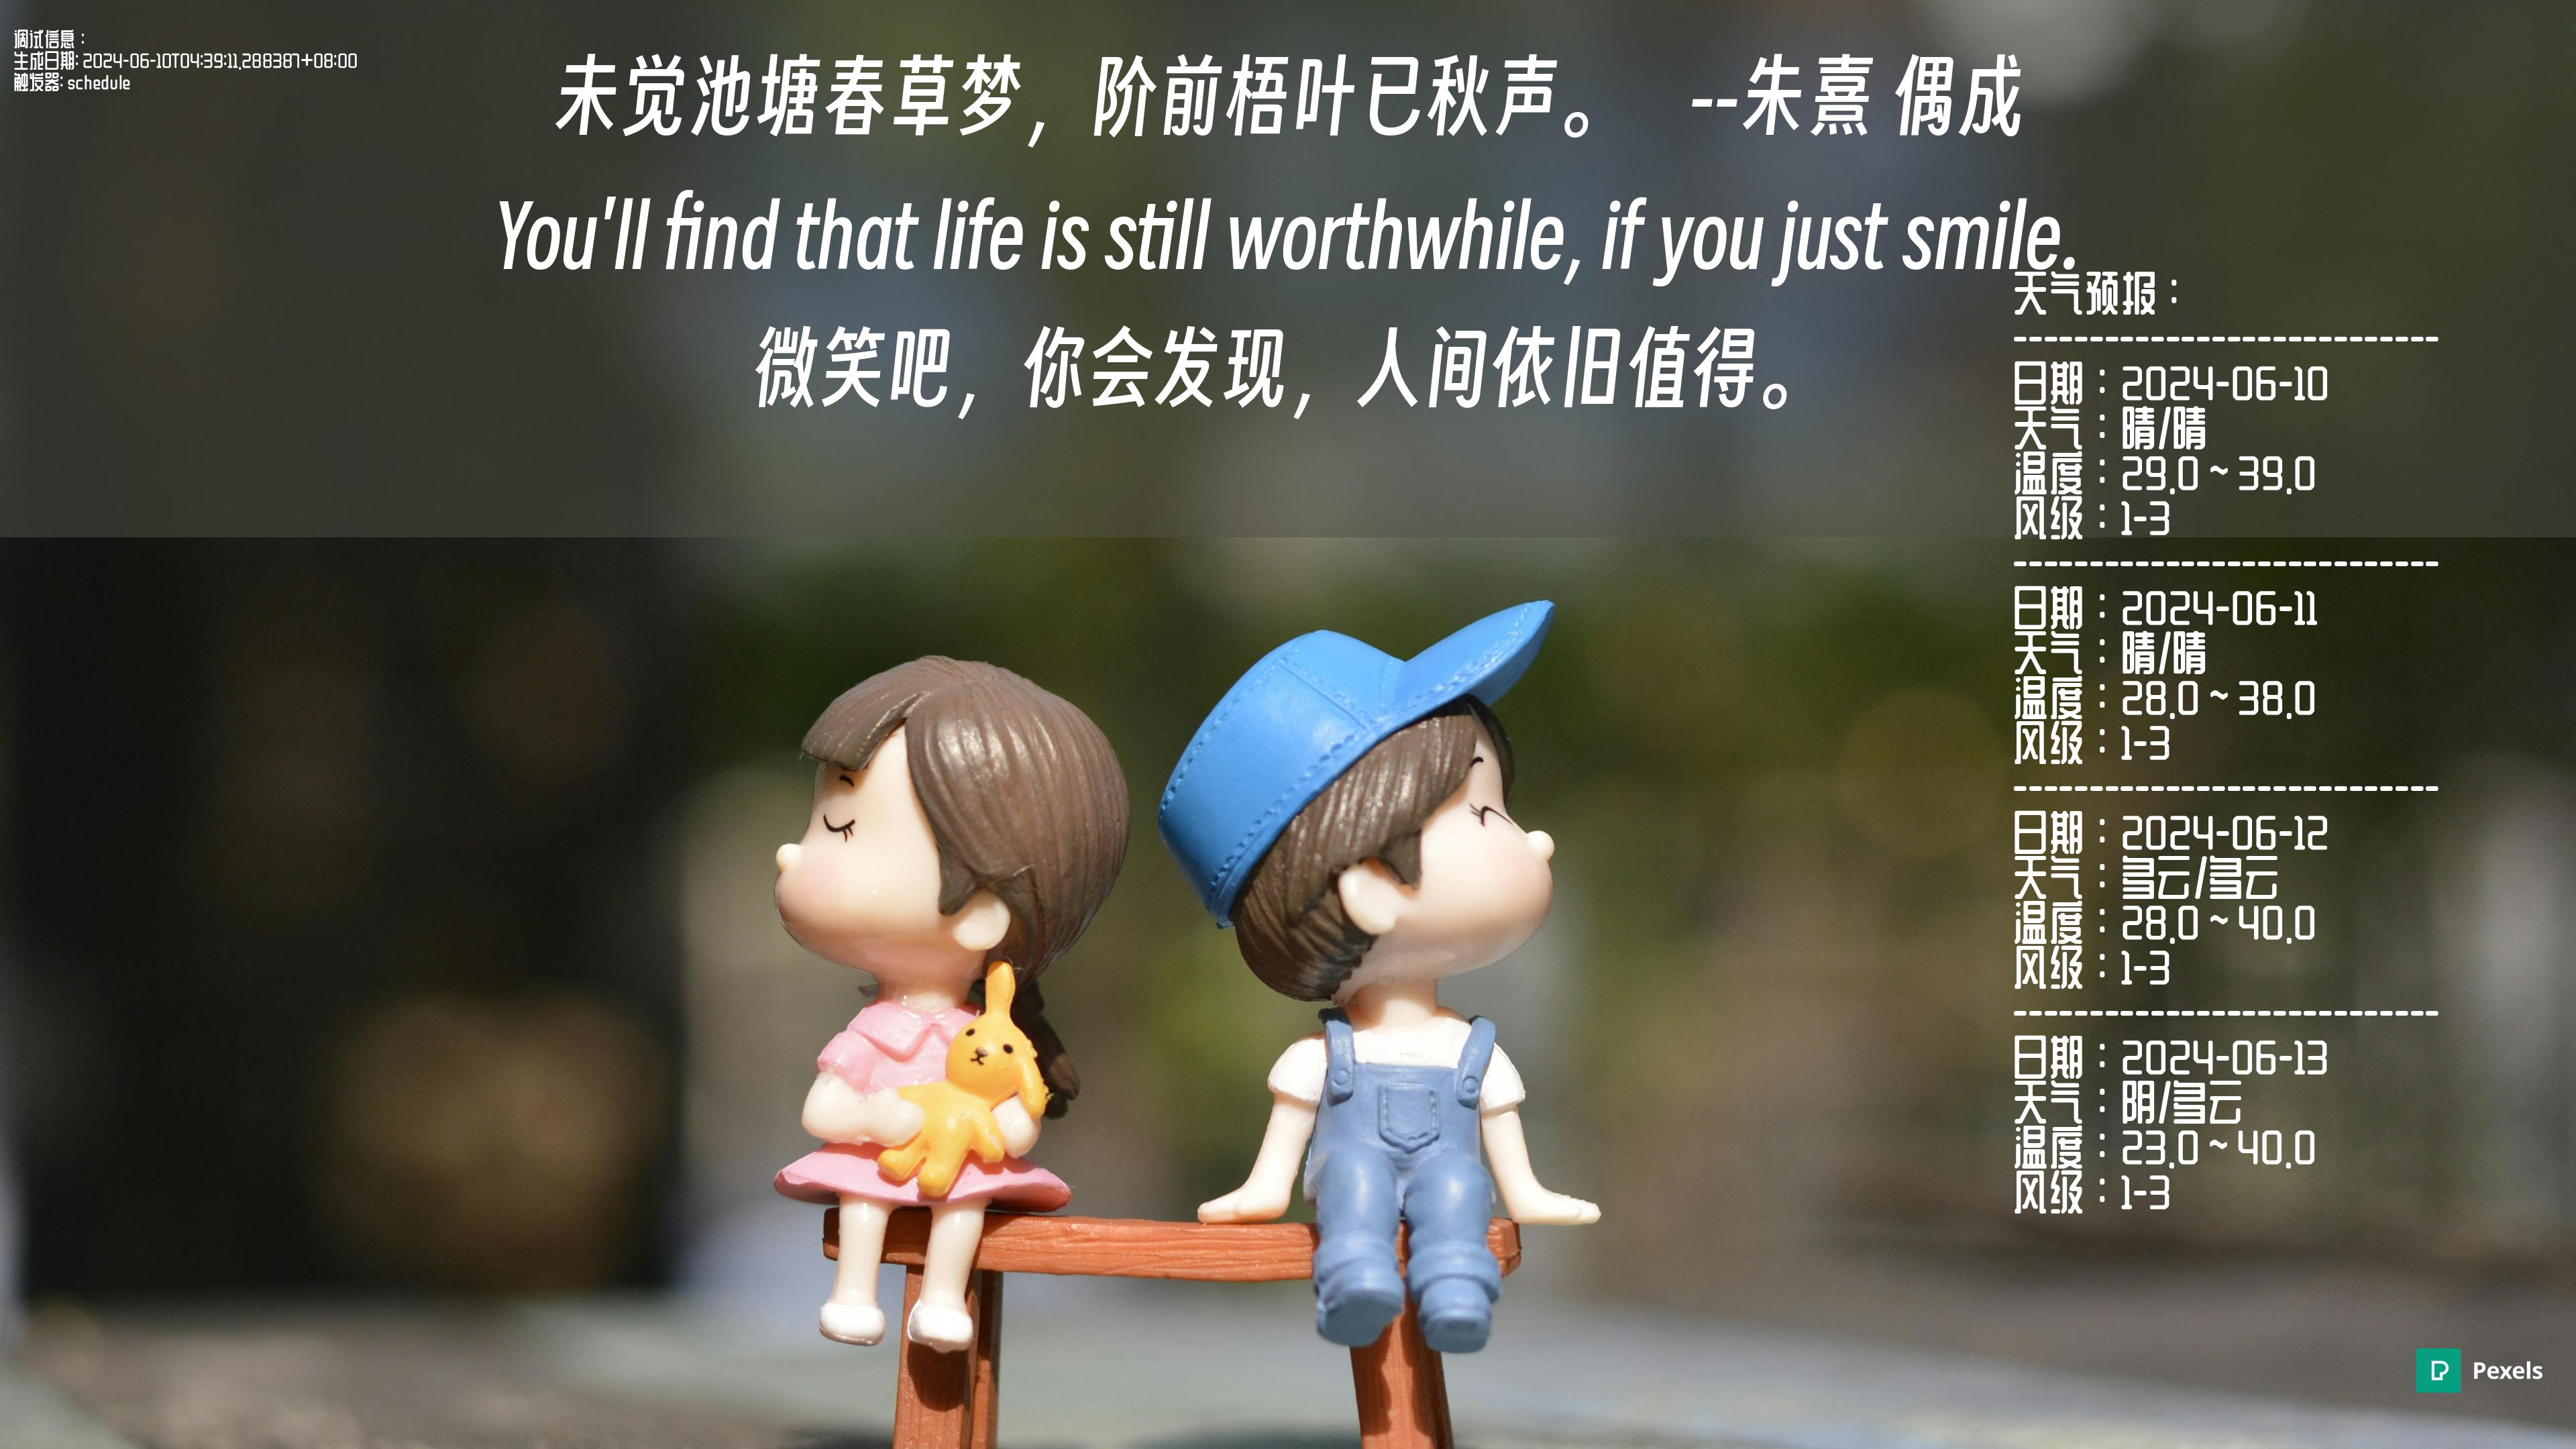 调试信息：
生成日期: 2024-06-10T04:39:11.288387+08:00
触发器: schedule
未觉池塘春草梦，阶前梧叶已秋声。 --朱熹 偶成
You'll find that life is still worthwhile, if you just smile.
微笑吧，你会发现，人间依旧值得。
天气预报：
----------------------------
日期：2024-06-10
天气：晴/晴
温度：29.0 ~ 39.0
风级：1-3
----------------------------
日期：2024-06-11
天气：晴/晴
温度：28.0 ~ 38.0
风级：1-3
----------------------------
日期：2024-06-12
天气：多云/多云
温度：28.0 ~ 40.0
风级：1-3
----------------------------
日期：2024-06-13
天气：阴/多云
温度：23.0 ~ 40.0
风级：1-3
Pexels